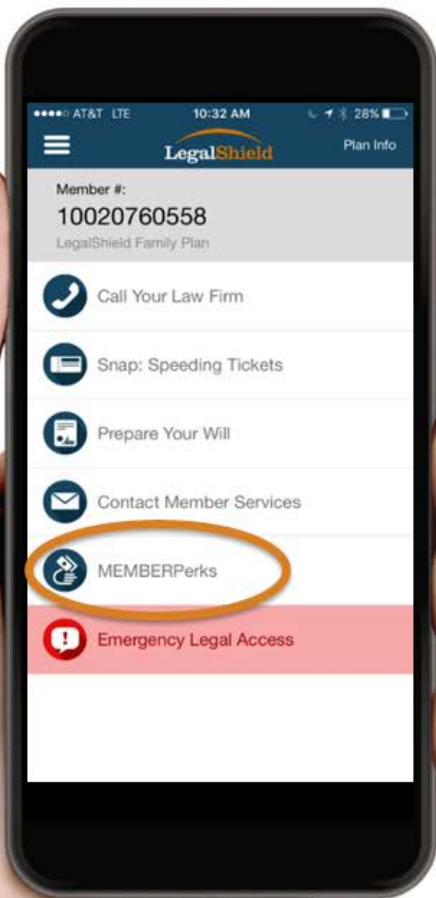 AT&T LTE
10:32 AM
28%
LegalShield
Plan Info
Member #:
10020760558
LegalShield Family Plan
Call Your Law Firm
Snap: Speeding Tickets
Prepare Your Will
Contact Member Services
MEMBERPerks
Emergency Legal Access